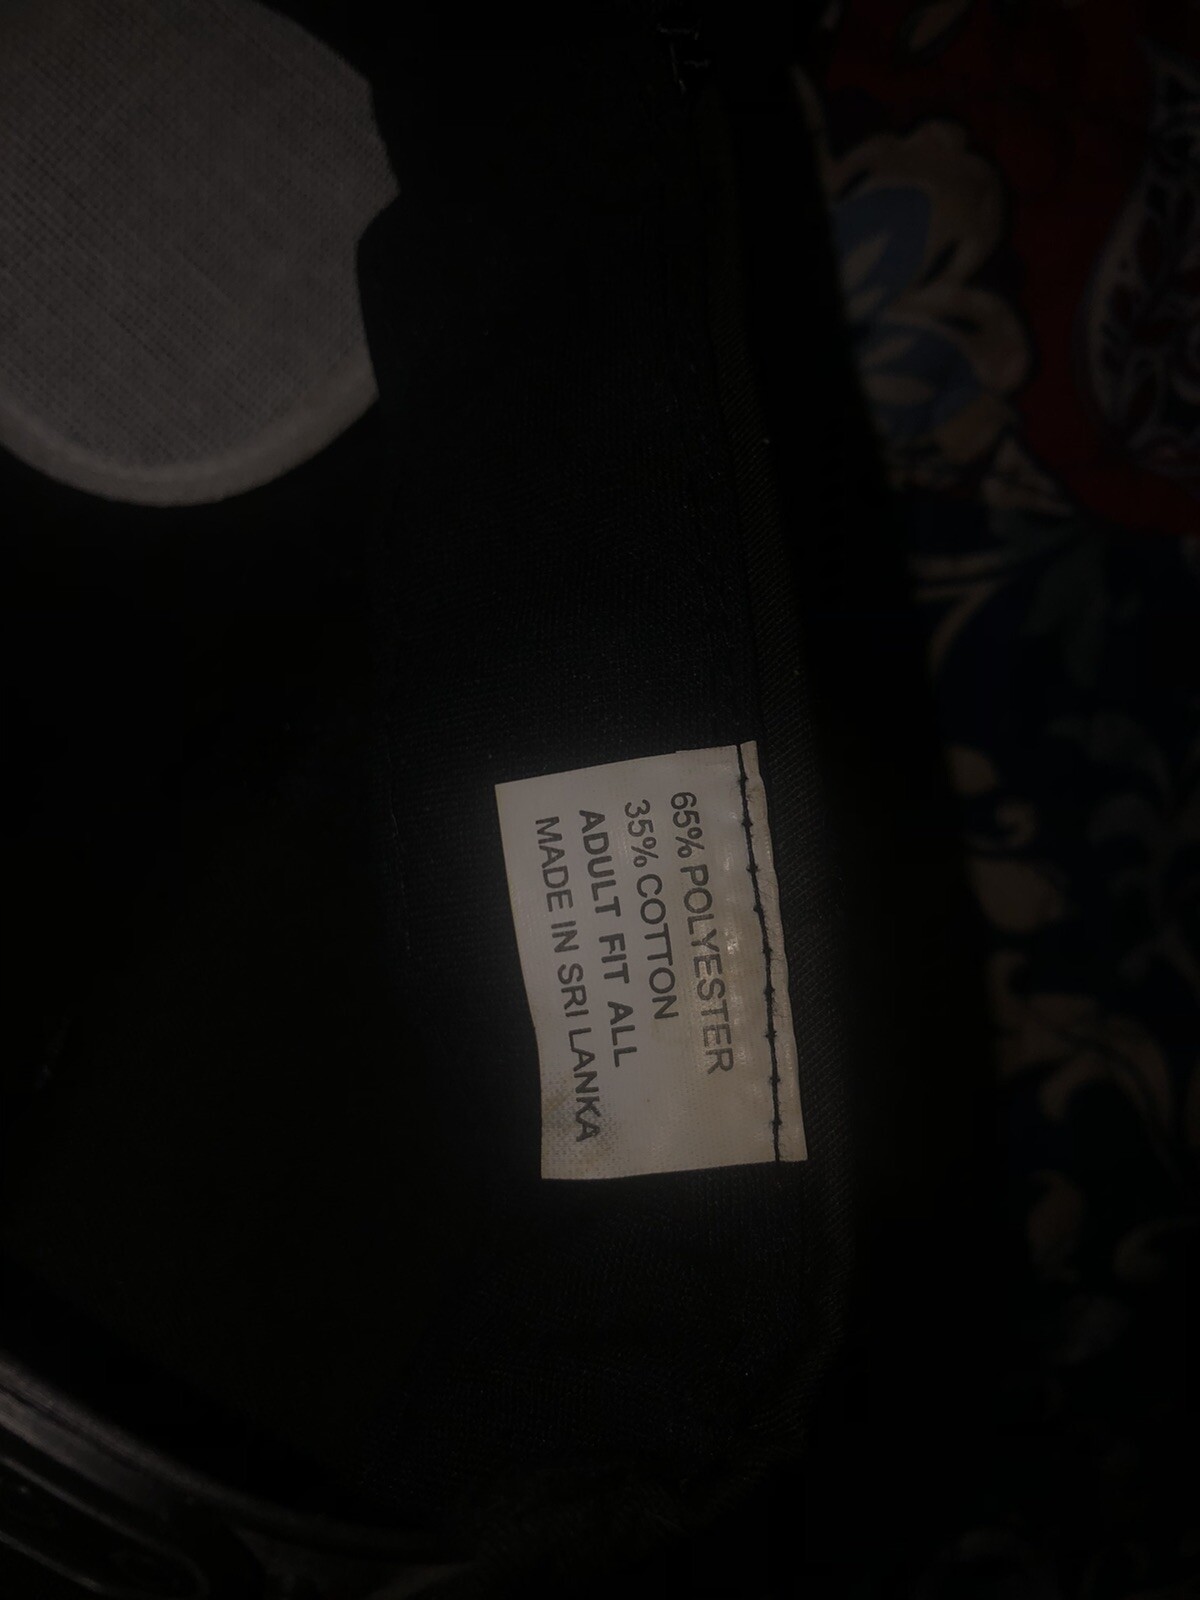 65% POLYESTER
35% COTTON
ADULT FIT ALL
MADE IN SRI LANKA